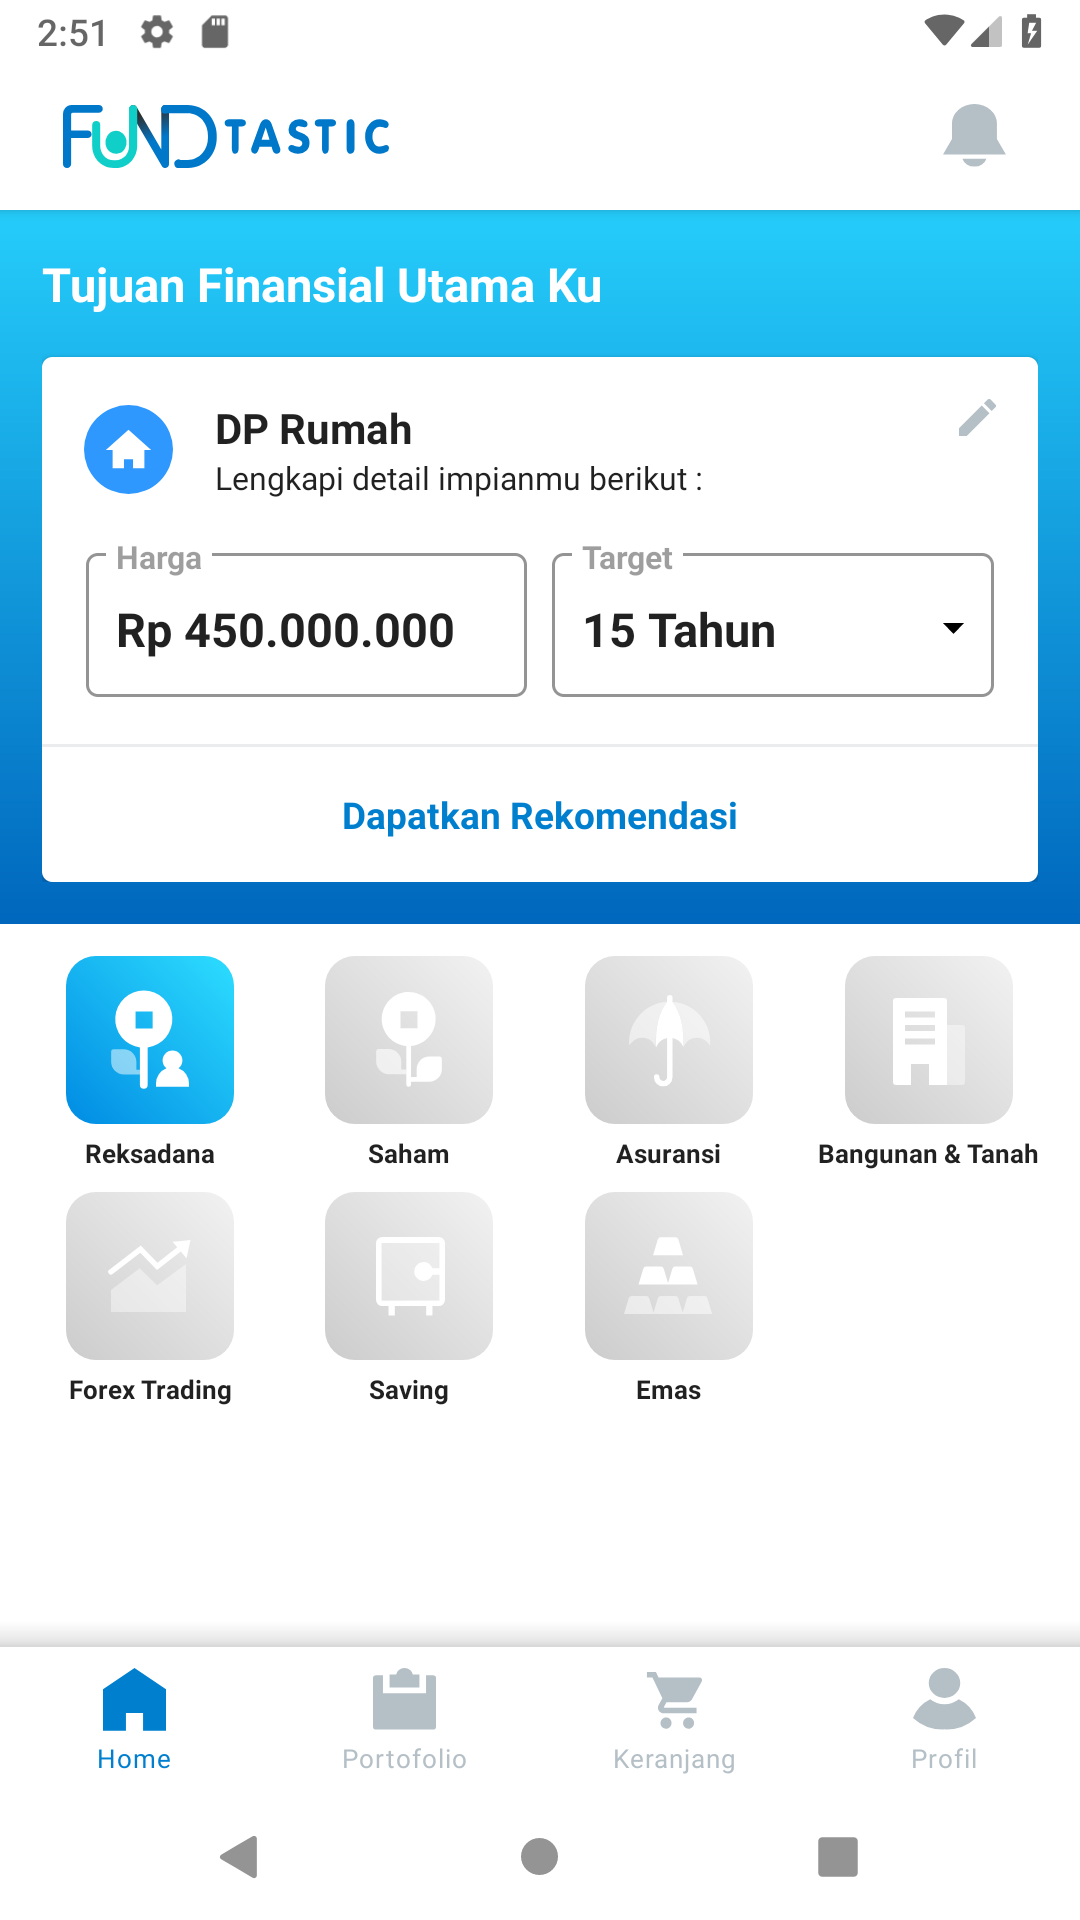 2:51
FUNDTASTIC
Tujuan Finansial Utama Ku
DP Rumah
Lengkapi detail impianmu berikut :
Harga
Rp 450.000.000
Target
15 Tahun
Dapatkan Rekomendasi
Reksadana
Saham
Asuransi
Bangunan & Tanah
Forex Trading
Saving
Emas
Home
Portofolio
Keranjang
Profil